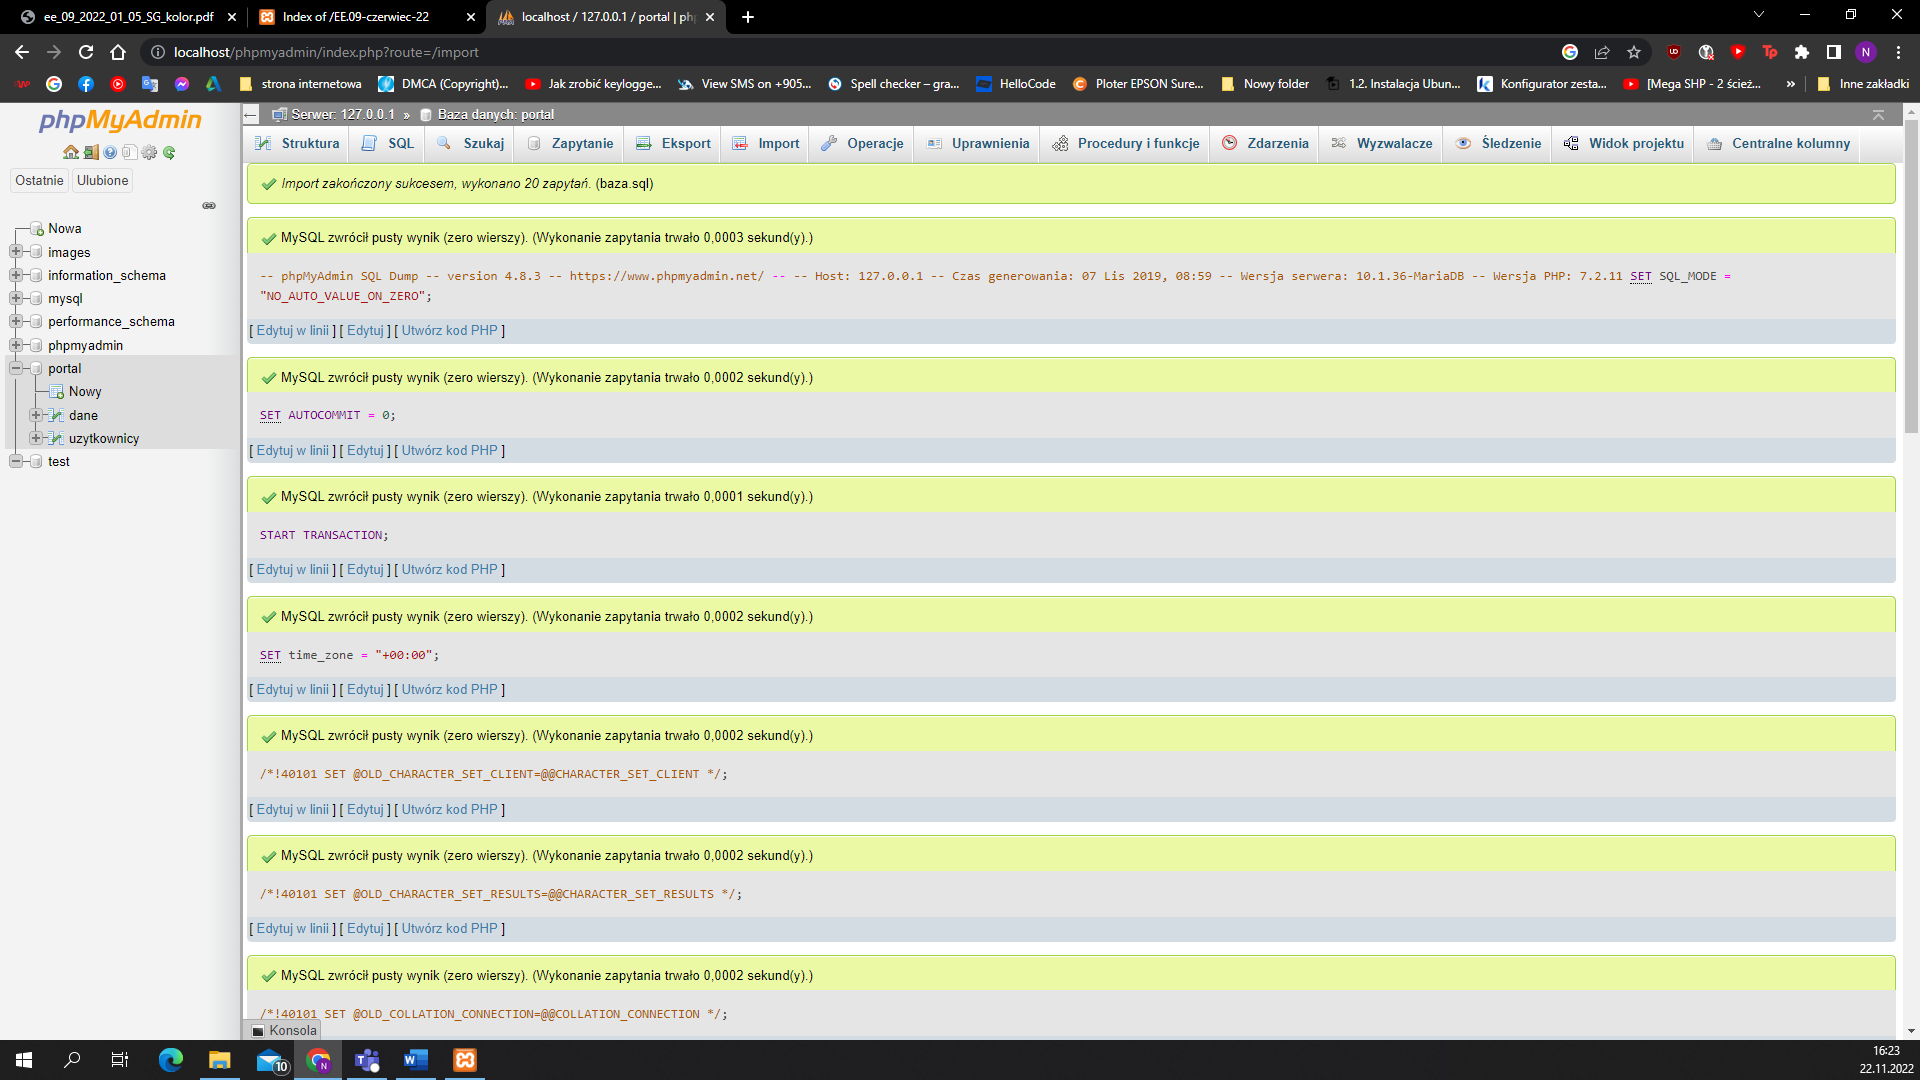 ee_09_2022_01_05_SG_kolor.pdf
Index of /EE.09-czerwiec-22
localhost / 127.0.0.1 / portal | ph
localhost/phpmyadmin/index.php?route=/import
strona internetowa
DMCA (Copyright)...
Jak zrobić keylogge...
View SMS on +905...
Spell checker – gra...
HelloCode
Ploter EPSON Sure...
Nowy folder
1.2. Instalacja Ubun...
Konfigurator zesta...
[Mega SHP - 2 ścież...
»
Inne zakładki
phpMyAdmin
Ostatnie
Ulubione
Nowa
images
information_schema
mysql
performance_schema
phpmyadmin
portal
Nowy
dane
uzytkownicy
test
Serwer: 127.0.0.1 » Baza danych: portal
Struktura
SQL
Szukaj
Zapytanie
Eksport
Import
Operacje
Uprawnienia
Procedury i funkcje
Zdarzenia
Wyzwalacze
Śledzenie
Widok projektu
Centralne kolumny
Import zakończony sukcesem, wykonano 20 zapytań. (baza.sql)
MySQL zwrócił pusty wynik (zero wierszy). (Wykonanie zapytania trwało 0,0003 sekund(y).)
-- phpMyAdmin SQL Dump -- version 4.8.3 -- https://www.phpmyadmin.net/ -- -- Host: 127.0.0.1 -- Czas generowania: 07 Lis 2019, 08:59 -- Wersja serwera: 10.1.36-MariaDB -- Wersja PHP: 7.2.11 SET SQL_MODE =
"NO_AUTO_VALUE_ON_ZERO";
[ Edytuj w linii ] [ Edytuj ] [ Utwórz kod PHP ]
MySQL zwrócił pusty wynik (zero wierszy). (Wykonanie zapytania trwało 0,0002 sekund(y).)
SET AUTOCOMMIT = 0;
[ Edytuj w linii ] [ Edytuj ] [ Utwórz kod PHP ]
MySQL zwrócił pusty wynik (zero wierszy). (Wykonanie zapytania trwało 0,0001 sekund(y).)
START TRANSACTION;
[ Edytuj w linii ] [ Edytuj ] [ Utwórz kod PHP ]
MySQL zwrócił pusty wynik (zero wierszy). (Wykonanie zapytania trwało 0,0002 sekund(y).)
SET time_zone = "+00:00";
[ Edytuj w linii ] [ Edytuj ] [ Utwórz kod PHP ]
MySQL zwrócił pusty wynik (zero wierszy). (Wykonanie zapytania trwało 0,0002 sekund(y).)
/*!40101 SET @OLD_CHARACTER_SET_CLIENT=@@CHARACTER_SET_CLIENT */;
[ Edytuj w linii ] [ Edytuj ] [ Utwórz kod PHP ]
MySQL zwrócił pusty wynik (zero wierszy). (Wykonanie zapytania trwało 0,0002 sekund(y).)
/*!40101 SET @OLD_CHARACTER_SET_RESULTS=@@CHARACTER_SET_RESULTS */;
[ Edytuj w linii ] [ Edytuj ] [ Utwórz kod PHP ]
MySQL zwrócił pusty wynik (zero wierszy). (Wykonanie zapytania trwało 0,0002 sekund(y).)
/*!40101 SET @OLD_COLLATION_CONNECTION=@@COLLATION_CONNECTION */;
Konsola
10
16:23
22.11.2022